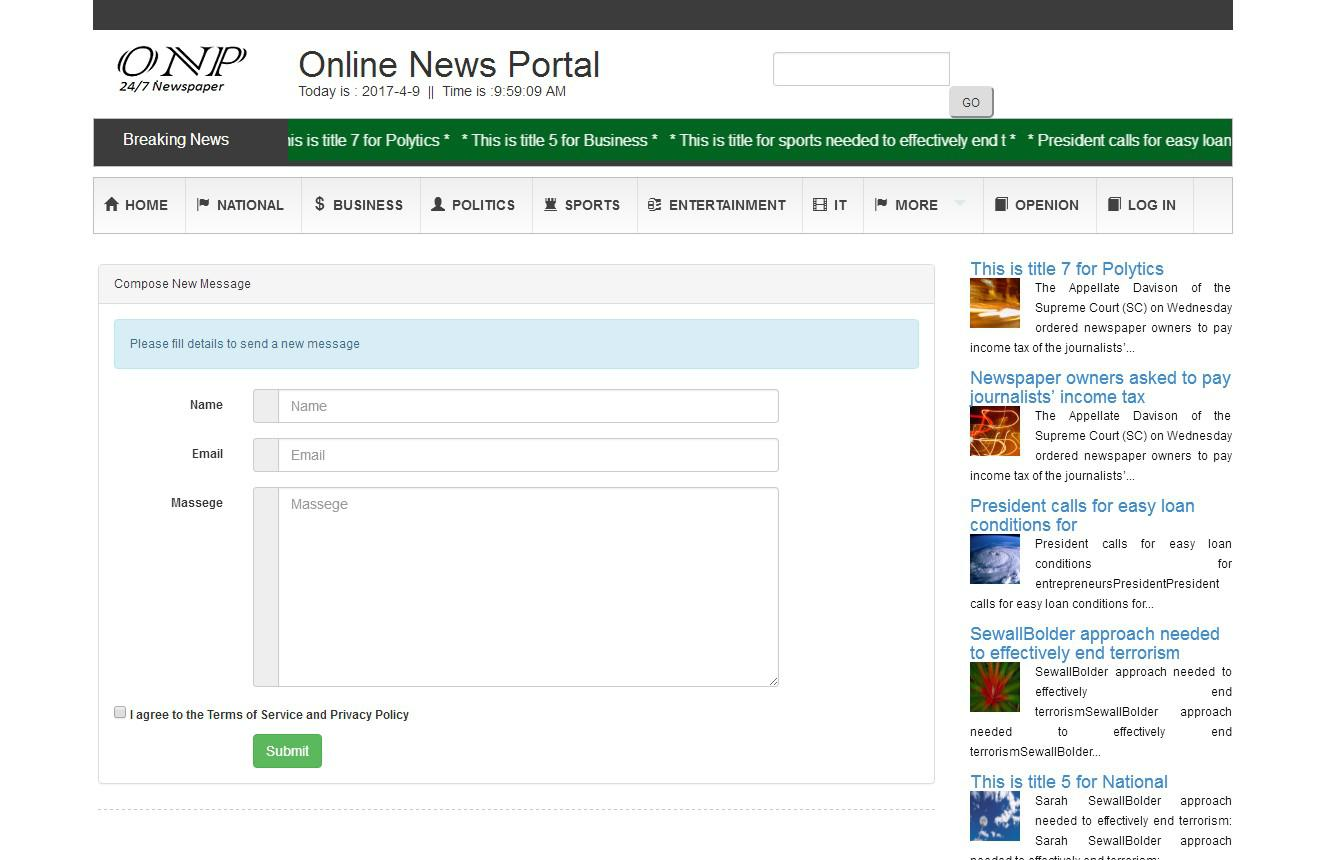 ONP
24/7 Newspaper
Online News Portal
Today is : 2017-4-9 || Time is :9:59:09 AM
GO
Breaking News
is is title 7 for Polytics * * This is title 5 for Business * * This is title for sports needed to effectively end t * * President calls for easy loan
HOME NATIONAL $ BUSINESS POLITICS SPORTS ENTERTAINMENT IT MORE OPENION LOG IN
Compose New Message
Please fill details to send a new message
Name
Name
Email
Email
Massege
Massege
I agree to the Terms of Service and Privacy Policy
Submit
This is title 7 for Polytics
The Appellate Davison of the
Supreme Court (SC) on Wednesday
ordered newspaper owners to pay
income tax of the journalists'...
Newspaper owners asked to pay
journalists' income tax
The Appellate Davison of the
Supreme Court (SC) on Wednesday
ordered newspaper owners to pay
income tax of the journalists'...
President calls for easy loan
conditions for
President calls for easy loan
conditions for
entrepreneursPresidentPresident
calls for easy loan conditions for...
SewallBolder approach needed
to effectively end terrorism
SewallBolder approach needed to
effectively end
terrorismSewallBolder approach
needed to effectively end
terrorismSewallBolder...
This is title 5 for National
Sarah SewallBolder approach
needed to effectively end terrorism:
Sarah SewallBolder approach
needed to effectively end terrorism: